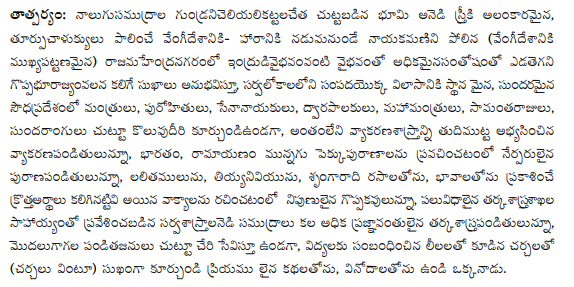 తాత్పర్యం: నాలుగుసముద్రాల గుండ్రనిచెలియలికట్టలచేత చుట్టబడిన భూమి అనెడి స్త్రీకి అలంకారమైన,
తూర్పుచాళుక్యులు పాలించే వేంగీదేశానికి- హారానికి నడుమనుండే నాయకమణిని పోలిన (వేంగీదేశానికి
ముఖ్యపట్టణమైన) రాజమహేంద్రనగరంలో ఇంద్రుడివైభవంవంటి వైభవంతో అధికమైనసంతోషంతో ఎడతెగని
గొప్పభూరాజ్యంవలన కలిగే సుఖాలు అనుభవిస్తూ, సర్వలోకాలలోని సంపదయొక్క విలాసానికి స్థాన మైన, సుందరమైన
సౌధప్రదేశంలో మంత్రులు, పురోహితులు, సేనానాయకులు, ద్వారపాలకులు, మహామంత్రులు, సామంతరాజులు,
సుందరాంగులు చుట్టూ కొలువుదీరి కూర్చుండిఉండగా, అంతంలేని వ్యాకరణశాస్త్రాన్ని తుదిముట్ట అభ్యసించిన
వ్యాకరణపండితులున్నూ, భారతం, రామాయణం మున్నగు పెక్కుపురాణాలను ప్రవచించటంలో నేర్పరులైన
పురాణపండితులున్నూ, లలితములును, తియ్యనివియును, శృంగారాది రసాలతోను, భావాలతోను ప్రకాశించే
క్రొత్తఅర్థాలు కలిగినట్టివి అయిన వాక్యాలను రచించటంలో నిపుణులైన గొప్పకవులున్నూ, పలువిధాలైన తర్కశాస్త్రశాఖల
సాహాయ్యంతో ప్రవేశించబడిన సర్వశాస్త్రాలనెడి సముద్రాలు కల అధిక ప్రజ్ఞావంతులైన తర్కశాస్త్రపండితులున్నూ,
మొదలుగాగల పండితజనులు చుట్టూ చేరి సేవిస్తూ ఉండగా, విద్యలకు సంబంధించిన లీలలతో కూడిన చర్చలతో
(చర్చలు వింటూ) సుఖంగా కూర్చుండి ప్రియము లైన కథలతోను, వినోదాలతోను ఉండి ఒక్కనాడు.